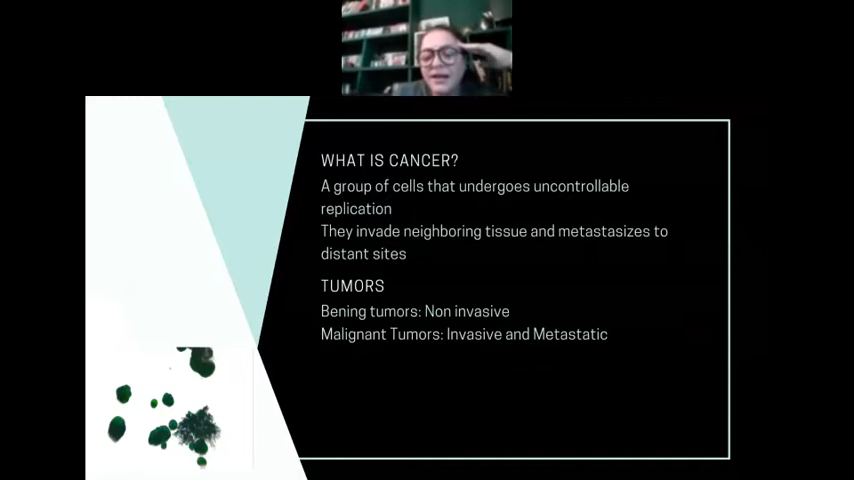 WHAT IS CANCER?
A group of cells that undergoes uncontrollable
replication
They invade neighboring tissue and metastasizes to
distant sites
TUMORS
Bening tumors: Non invasive
Malignant Tumors: Invasive and Metastatic